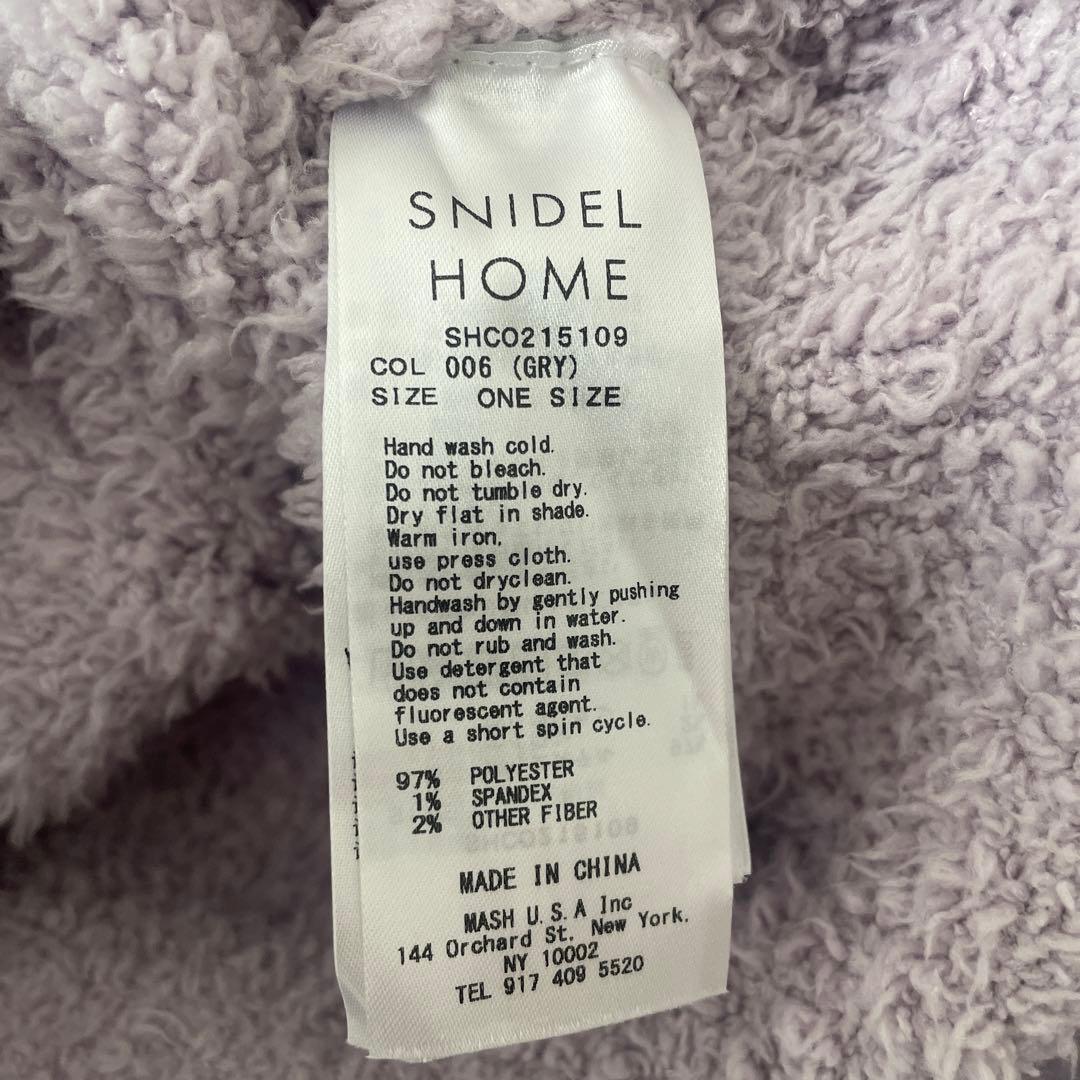 SNIDEL
HOME
SHCO215109
COL 006 (GRY)
SIZE ONE SIZE
Hand wash cold.
Do not bleach.
Do not tumble dry.
Dry flat in shade.
Warm iron,
use press cloth.
Do not dryclean.
Handwash by gently pushing
up and down in water.
Do not rub and wash.
Use detergent that
does not contain
fluorescent agent.
Use a short spin cycle.
97% POLYESTER
1% SPANDEX
2% OTHER FIBER
MADE IN CHINA
MASH U.S.A Inc
144 Orchard St. New York.
NY 10002
TEL 917 409 5520